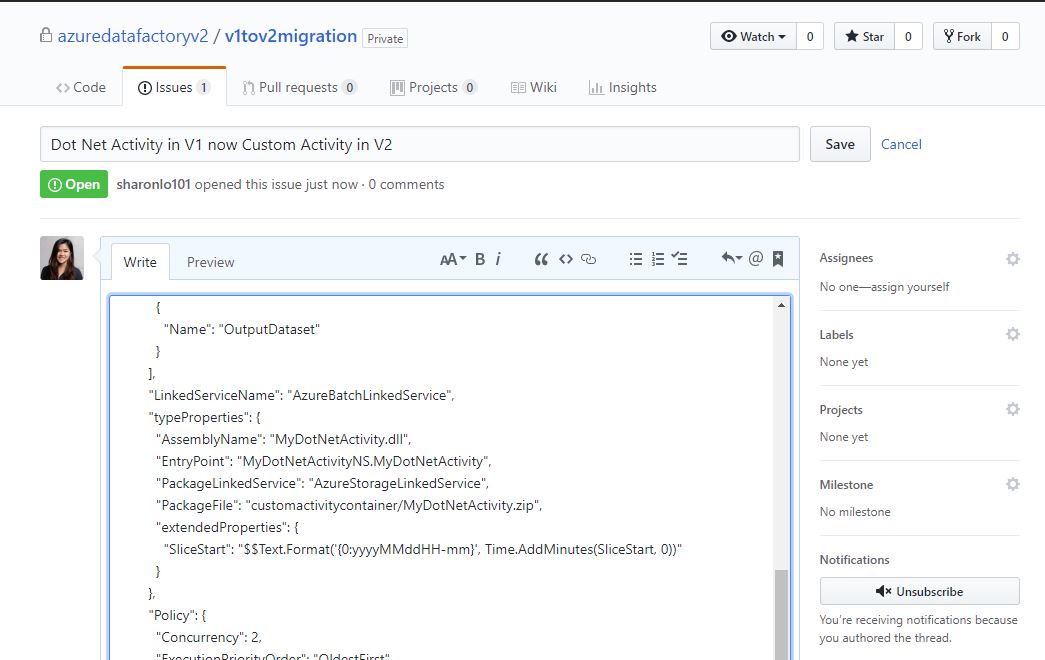 azuredatafactoryv2 / v1tov2migration Private
Watch 0 Star 0 Fork 0
Code Issues 1 Pull requests 0 Projects 0 Wiki Insights
Dot Net Activity in V1 now Custom Activity in V2
Save Cancel
Open sharonlo101 opened this issue just now · 0 comments
Write Preview AA B i
{
"Name": "OutputDataset"
}
],
"LinkedServiceName": "AzureBatchLinkedService",
"typeProperties": {
"AssemblyName": "MyDotNetActivity.dll",
"EntryPoint": "MyDotNetActivityNS.MyDotNetActivity",
"PackageLinkedService": "AzureStorageLinkedService",
"PackageFile": "customactivitycontainer/MyDotNetActivity.zip",
"extendedProperties": {
"SliceStart": "$$Text.Format('{0:yyyyMMddHH-mm}', Time.AddMinutes(SliceStart, 0))"
}
},
"Policy": {
"Concurrency": 2,
"ExecutionPriorityOrder": "OldestFirst",
Assignees
No one—assign yourself
Labels
None yet
Projects
None yet
Milestone
No milestone
Notifications
Unsubscribe
You're receiving notifications because
you authored the thread.